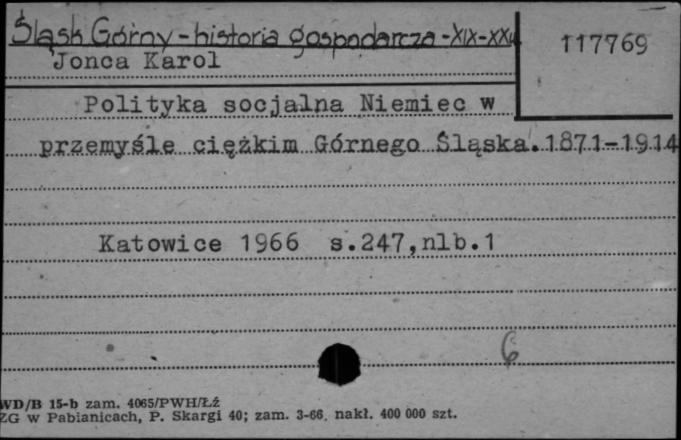 Śląsk Górny - historia gospodarcza - XIX-XXw
117769
Jonca Karol
Polityka socjalna Niemiec w
przemyśle ciężkim Górnego Śląska. 1871-1914
Katowice 1966 s.247,nlb.1
6
WD/B 15-b zam. 4065/PWH/Łź
ZG w Pabianicach, P. Skargi 40; zam. 3-66. nakł. 400 000 szt.